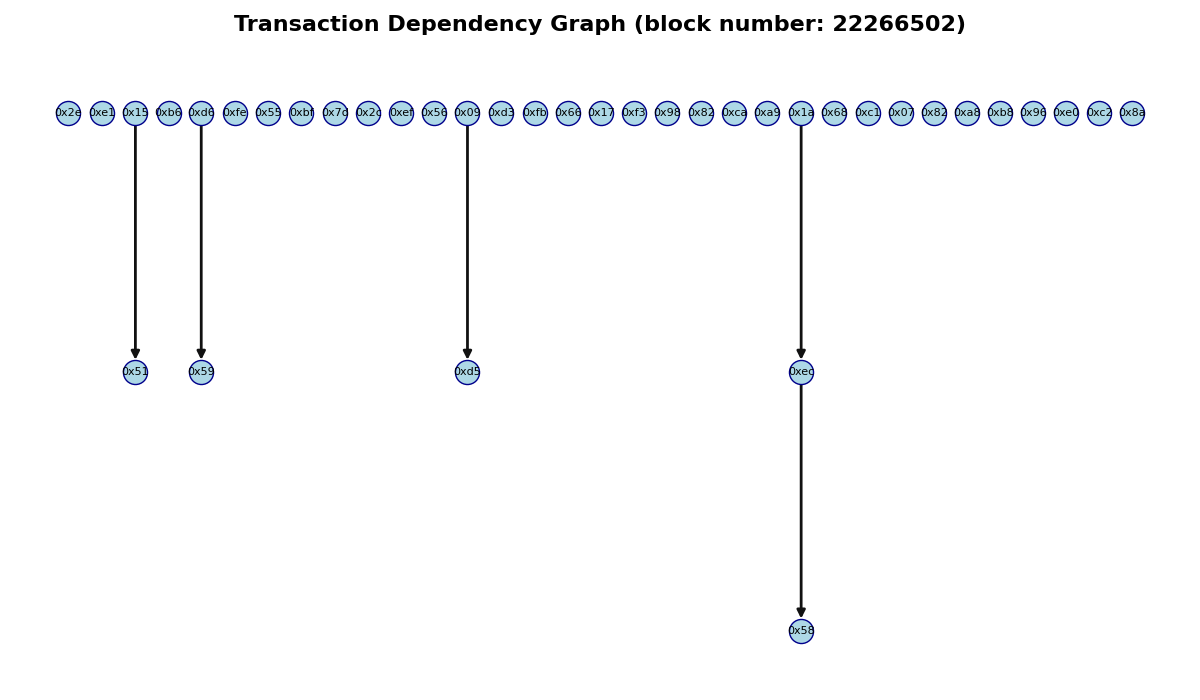 Transaction Dependency Graph (block number: 22266502)
0x2e 0xe1 0x15 0xb6 0xd6 0xfe 0x55 0xbf 0x7c 0x2c 0xef 0x56 0x09 0xd3 0xfb 0x66 0x17 0xf3 0x98 0x82 0xca 0xa9 0x1a 0x68 0xc1 0x07 0x82 0xa8 0xb8 0x96 0xe0 0xc2 0x8a
0x51 0x59 0xd5 0xec
0x58